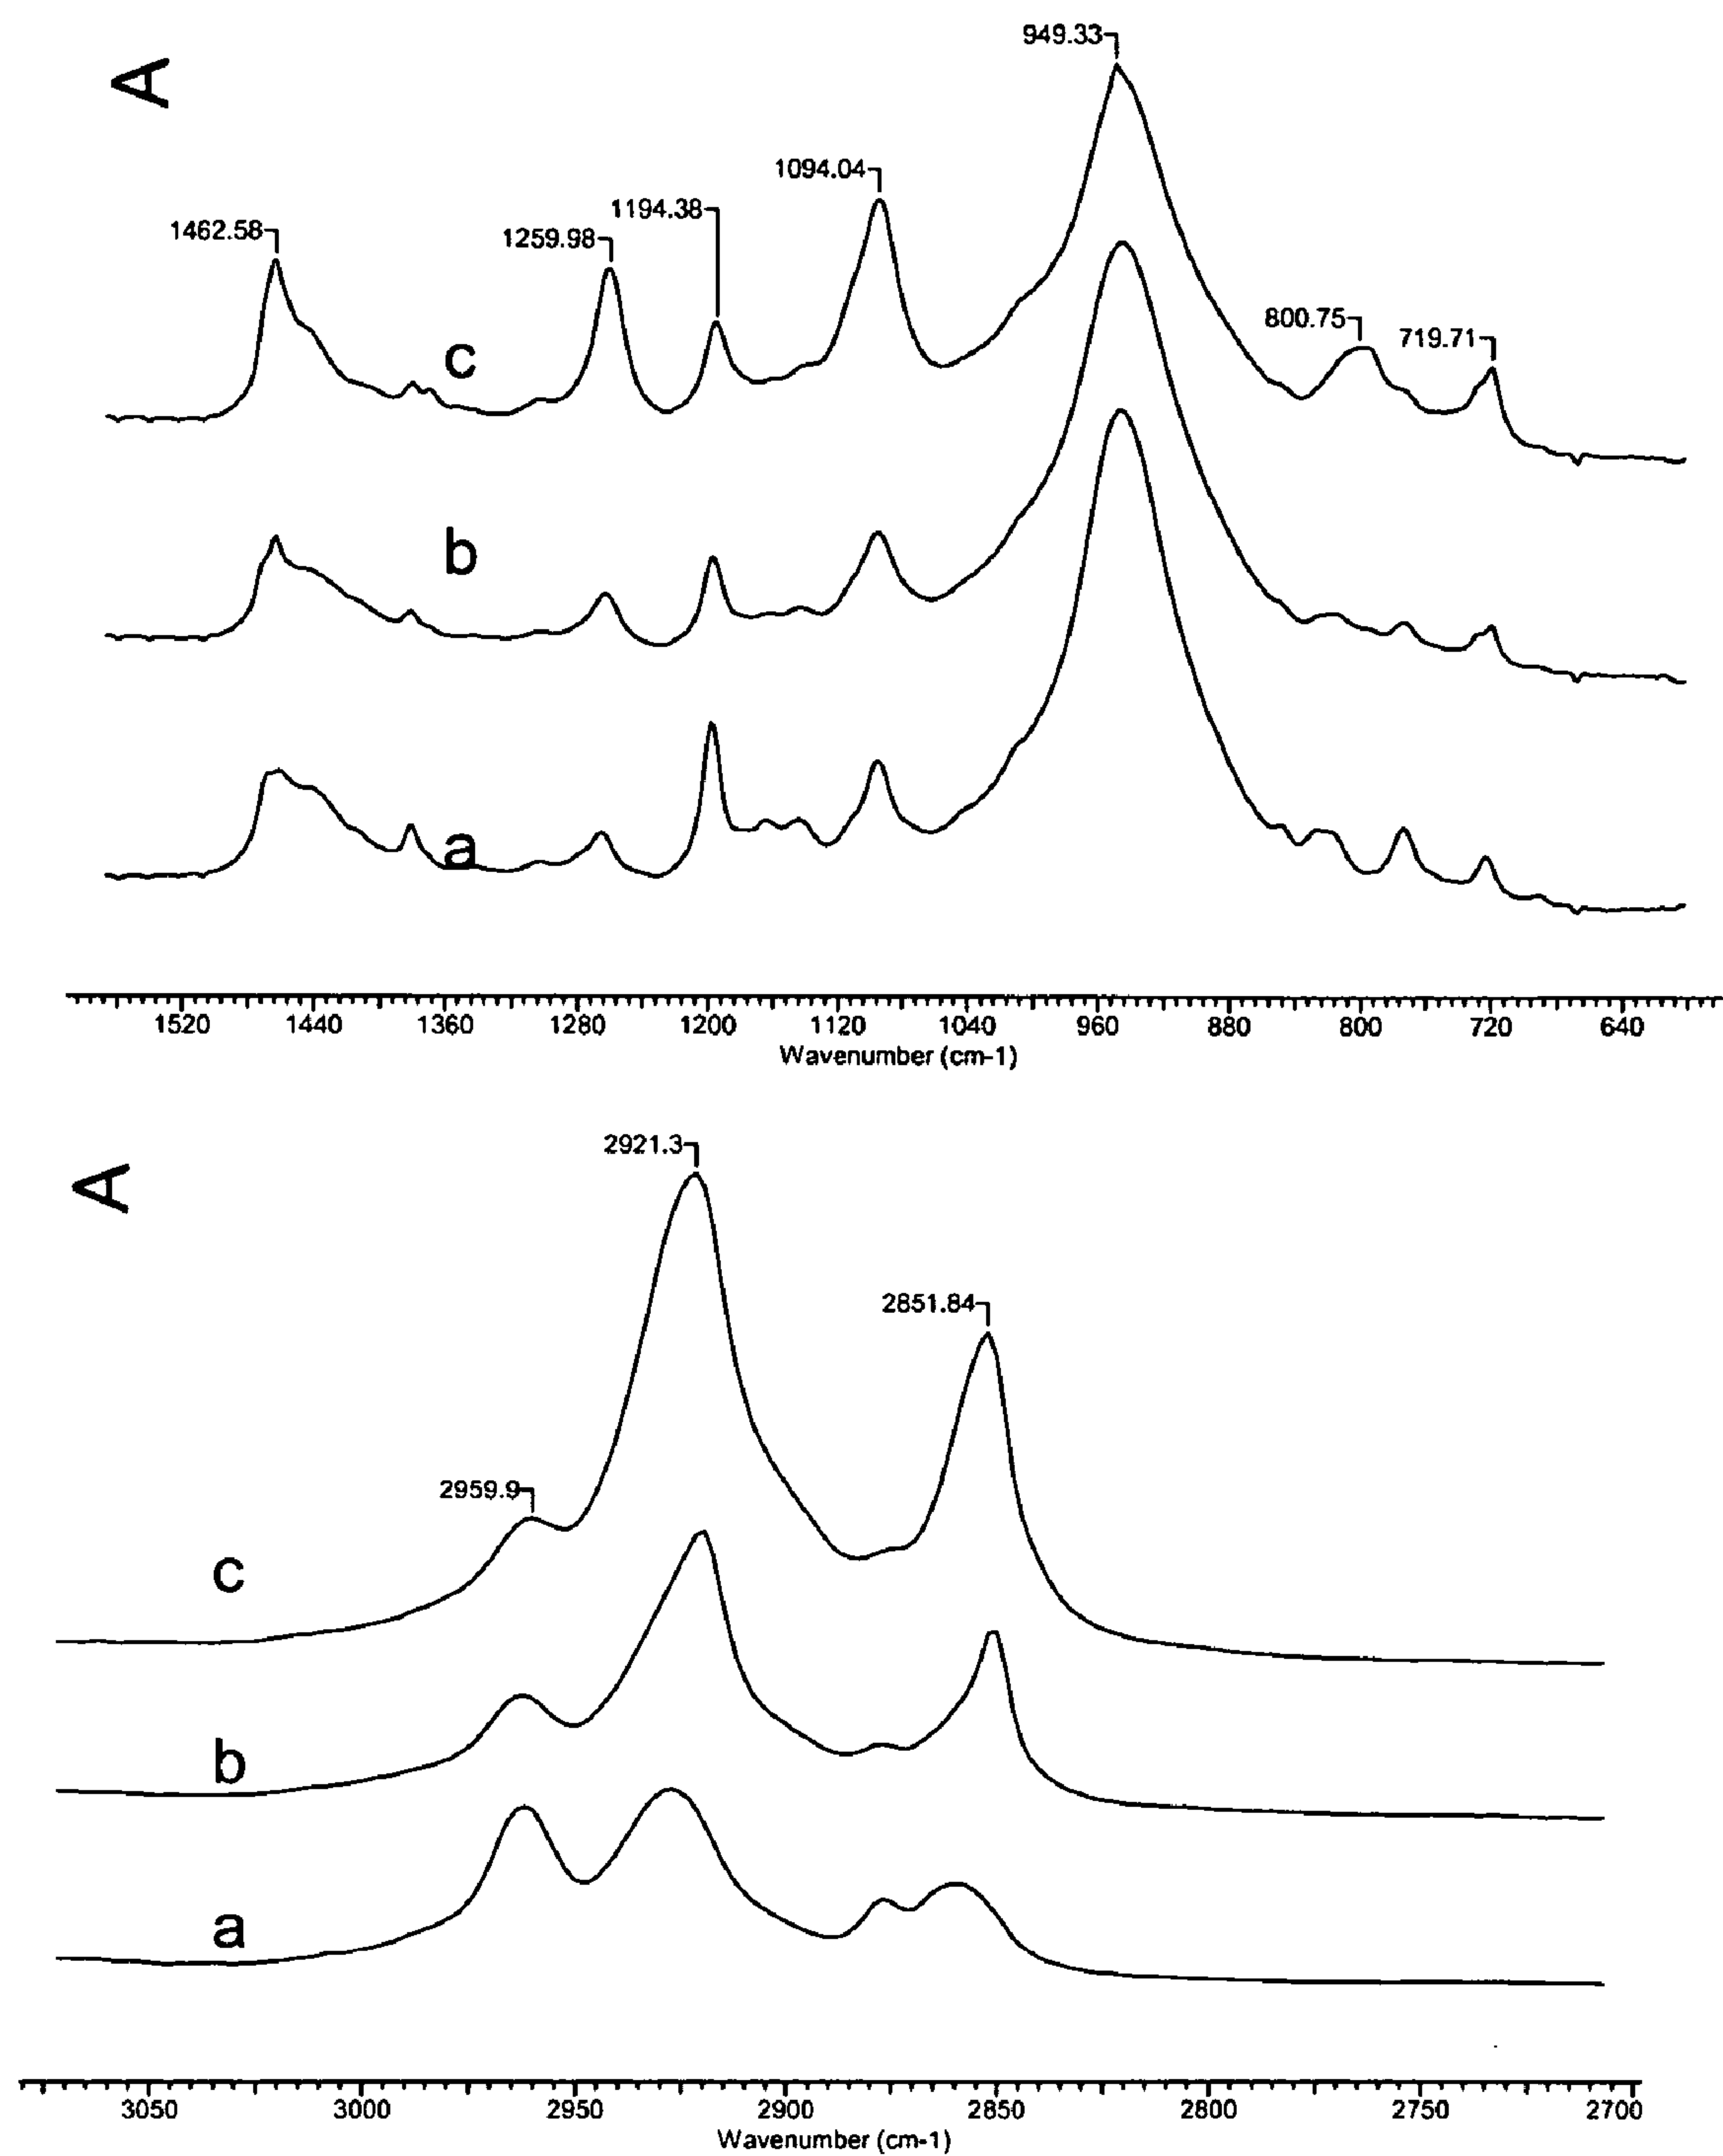 A
949.33
1094.04
1194.38
1462.58
1259.98
800.75
719.71
c
b
a
1520 1440 1360 1280 1200 1120 1040 960 880 800 720 640
Wavenumber (cm-1)
A
2921.3
2851.84
2959.9
c
b
a
3050 3000 2950 2900 2850 2800 2750 2700
Wavenumber (cm-1)